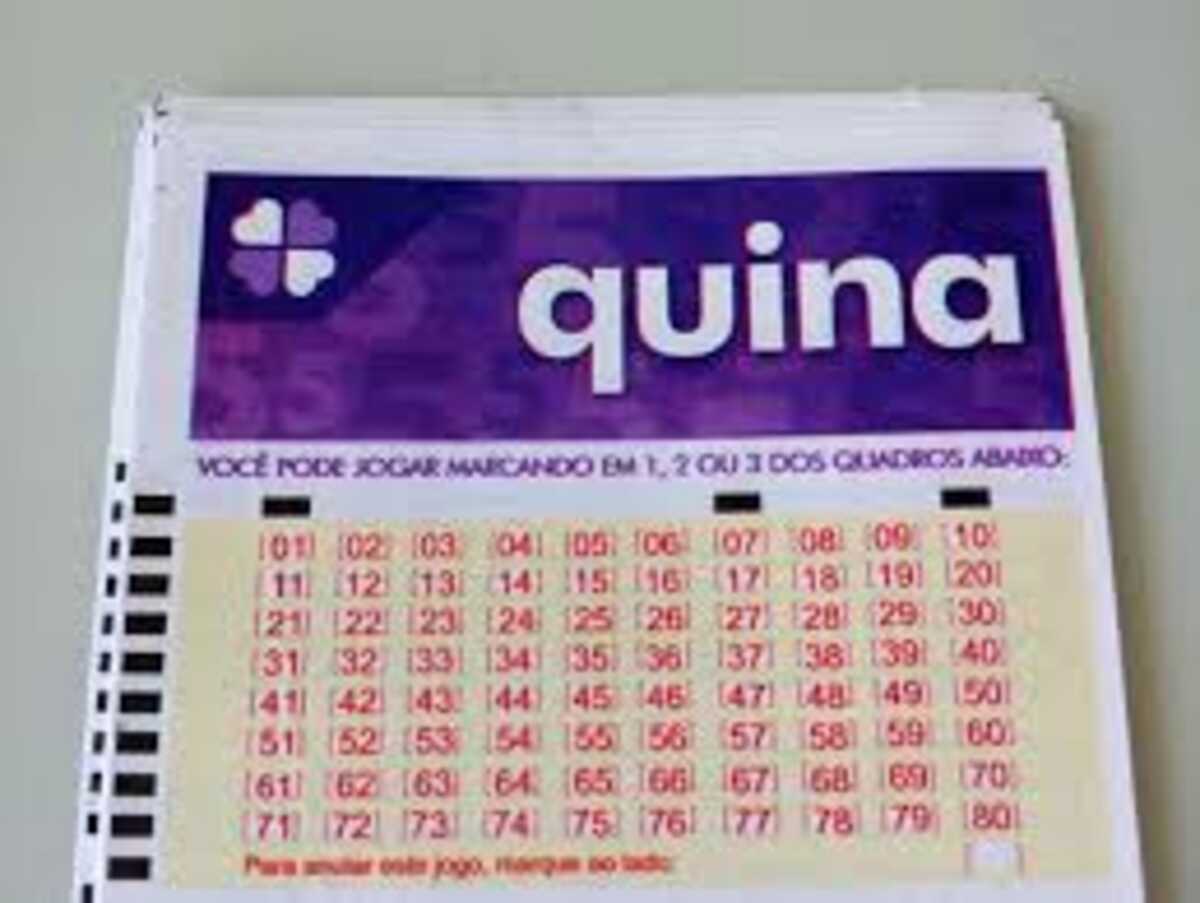 quina
VOCÊ PODE JOGAR MARCANDO EM 1, 2 OU 3 DOS QUADROS ABAIXO:
[01] [02] [03] [04] [05] [06] [07] [08] [09] [10]
[11] [12] [13] [14] [15] [16] [17] [18] [19] [20]
[21] [22] [23] [24] [25] [26] [27] [28] [29] [30]
[31] [32] [33] [34] [35] [36] [37] [38] [39] [40]
[41] [42] [43] [44] [45] [46] [47] [48] [49] [50]
[51] [52] [53] [54] [55] [56] [57] [58] [59] [60]
[61] [62] [63] [64] [65] [66] [67] [68] [69] [70]
[71] [72] [73] [74] [75] [76] [77] [78] [79] [80]
Para anular este jogo, marque ao lado: [ ]